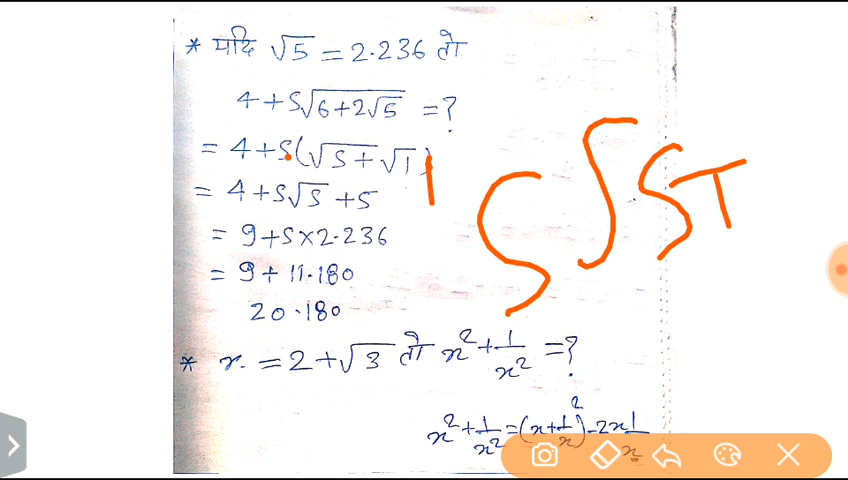 * यदि √5 = 2.236 तो
4+5√(6+2√5) = ?
= 4+5(√5+√1)
= 4+5√5 +5
= 9+5×2.236
= 9+11.180
20.180
* x. = 2+√3 तो x²+1/x² = ?
x²+1/x² = (x+1/x)² -2x1/x